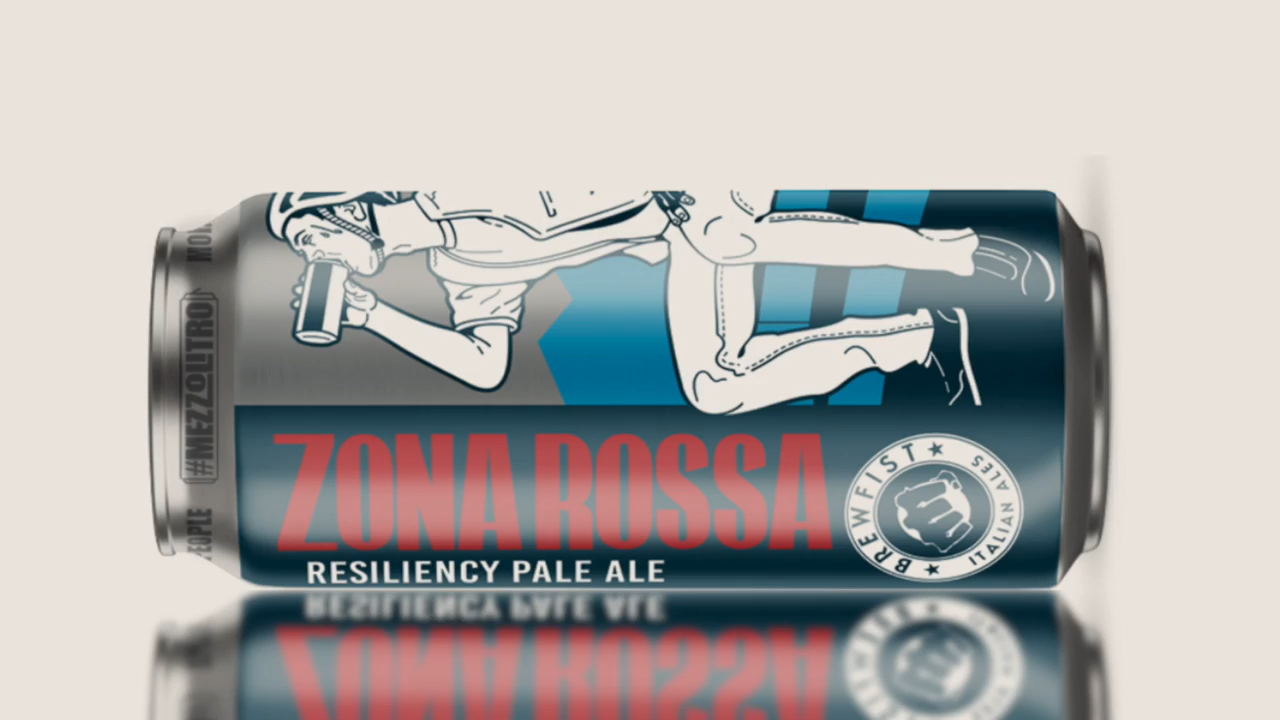 ZONA ROSSA
RESILIENCY PALE ALE
BREWFIST
ITALIAN ALES
#MEZZOLITRO